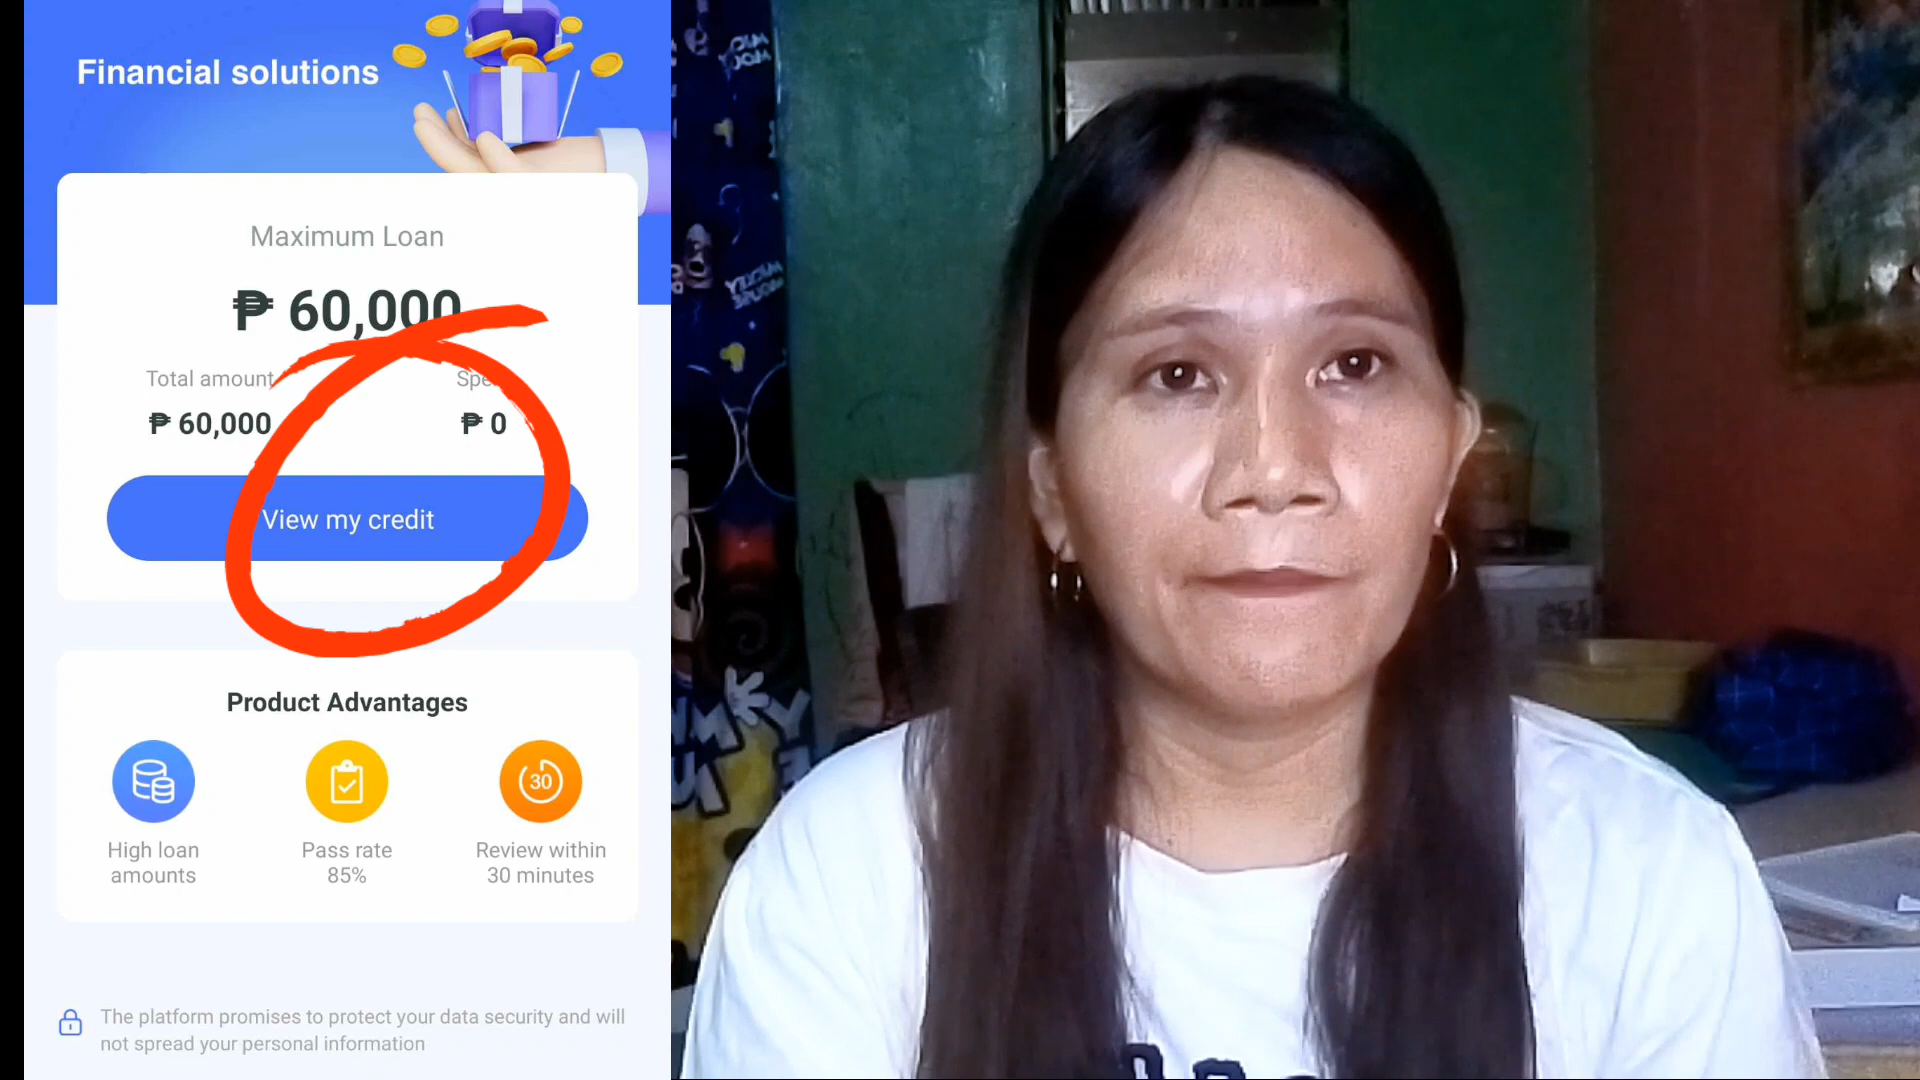 Financial solutions
Maximum Loan
₱ 60,000
Total amount
₱ 60,000
₱ 0
View my credit
Product Advantages
30
High loan
amounts
Pass rate
85%
Review within
30 minutes
The platform promises to protect your data security and will
not spread your personal information